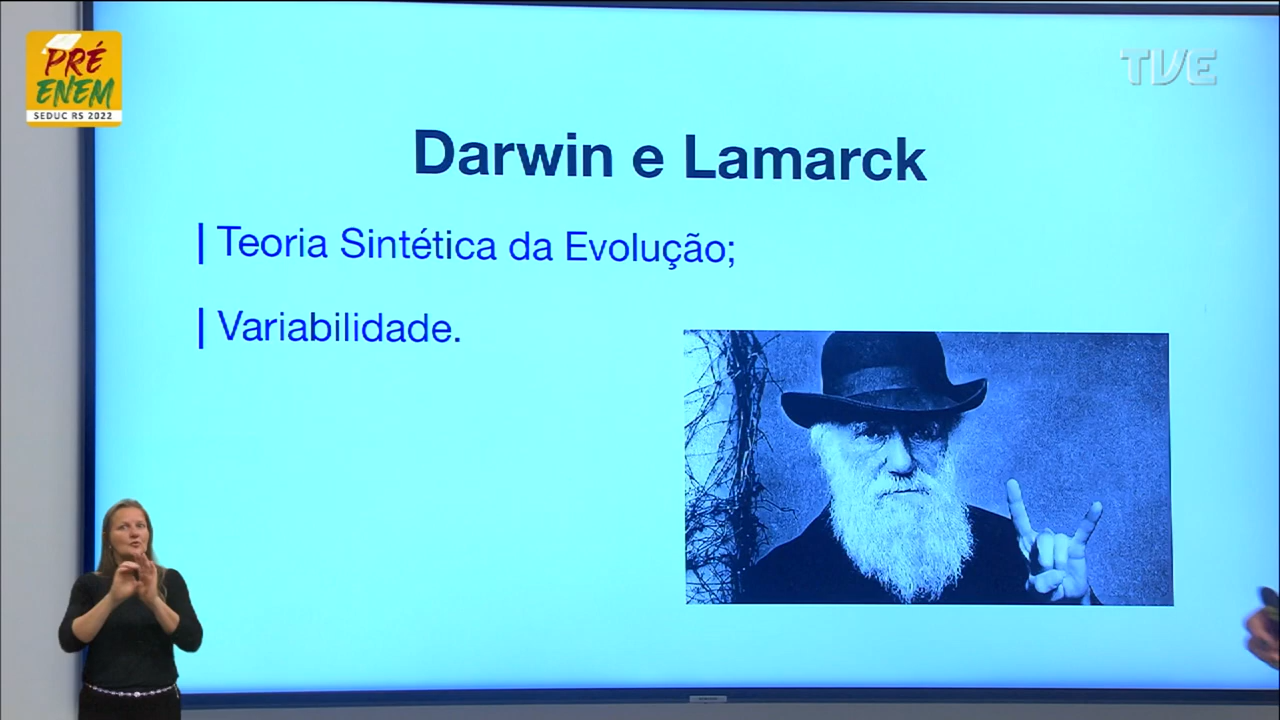 PRÉ
ENEM
SEDUC RS 2022
TVE
Darwin e Lamarck
Teoria Sintética da Evolução;
Variabilidade.